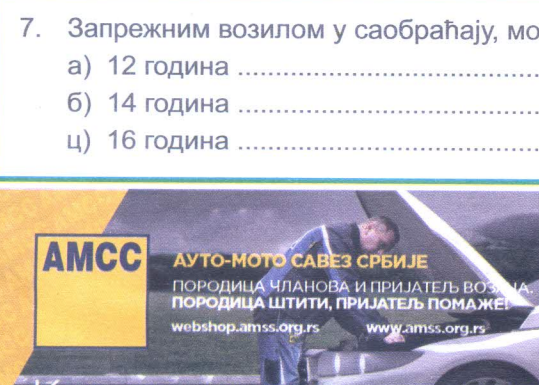 7. Запрежним возилом у саобраћају, мо
а) 12 година ........................................
б) 14 година ........................................
ц) 16 година ........................................
АМСС
АУТО-МОТО САВЕЗ СРБИЈЕ
ПОРОДИЦА ЧЛАНОВА И ПРИЈАТЕЉ ВОЗАЧА.
ПОРОДИЦА ШТИТИ, ПРИЈАТЕЉ ПОМАЖЕ!
webshop.amss.org.rs www.amss.org.rs